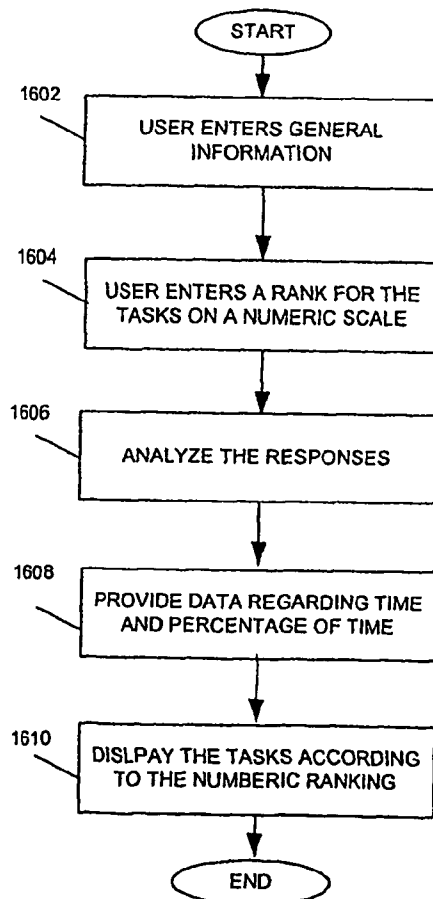 START
1602
USER ENTERS GENERAL
INFORMATION
1604
USER ENTERS A RANK FOR THE
TASKS ON A NUMERIC SCALE
1606
ANALYZE THE RESPONSES
1608
PROVIDE DATA REGARDING TIME
AND PERCENTAGE OF TIME
1610
DISLPAY THE TASKS ACCORDING
TO THE NUMBERIC RANKING
END